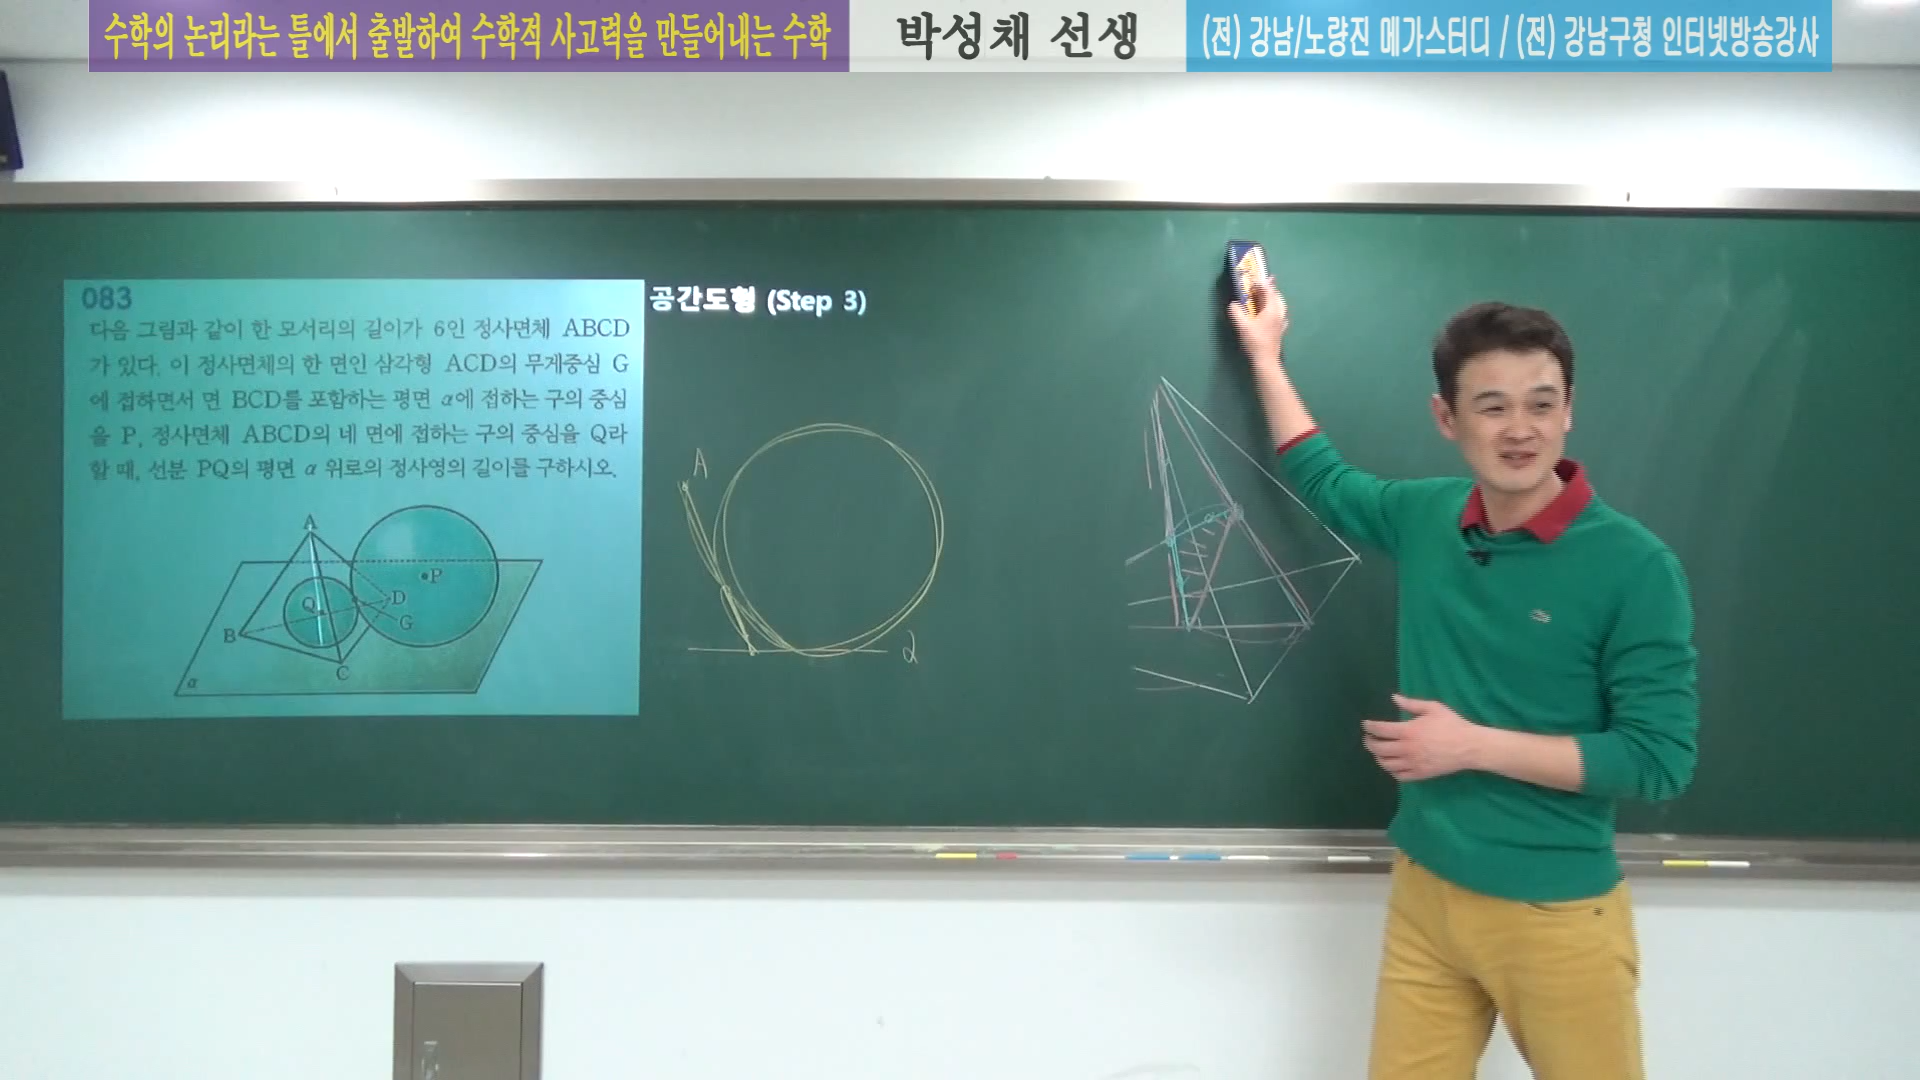 수학의 논리라는 틀에서 출발하여 수학적 사고력을 만들어내는 수학
박성채 선생
(전) 강남/노량진 메가스터디 / (전) 강남구청 인터넷방송강사
083
공간도형 (Step 3)
다음 그림과 같이 한 모서리의 길이가 6인 정사면체 ABCD
가 있다. 이 정사면체의 한 면인 삼각형 ACD의 무게중심 G
에 접하면서 면 BCD를 포함하는 평면 α에 접하는 구의 중심
을 P, 정사면체 ABCD의 네 면에 접하는 구의 중심을 Q라
할 때, 선분 PQ의 평면 α 위로의 정사영의 길이를 구하시오.
A
P
Q
D
G
B
C
α
A
α